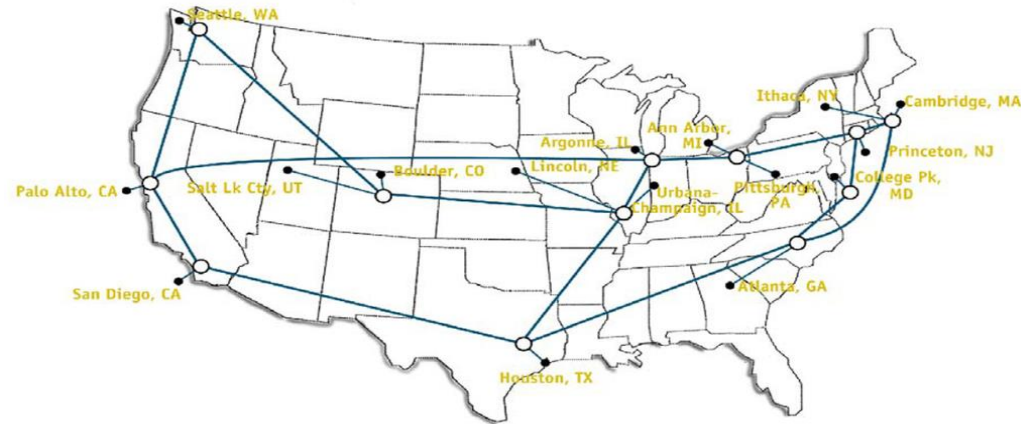 Seattle, WA
Ithaca, NY
Cambridge, MA
Ann Arbor,
MI
Argonne, IL
Princeton, NJ
Lincoln, NE
Boulder, CO
College Pk,
MD
Palo Alto, CA
Salt Lk Cty, UT
Pittsburgh,
PA
Urbana-
Champaign, IL
San Diego, CA
Atlanta, GA
Houston, TX